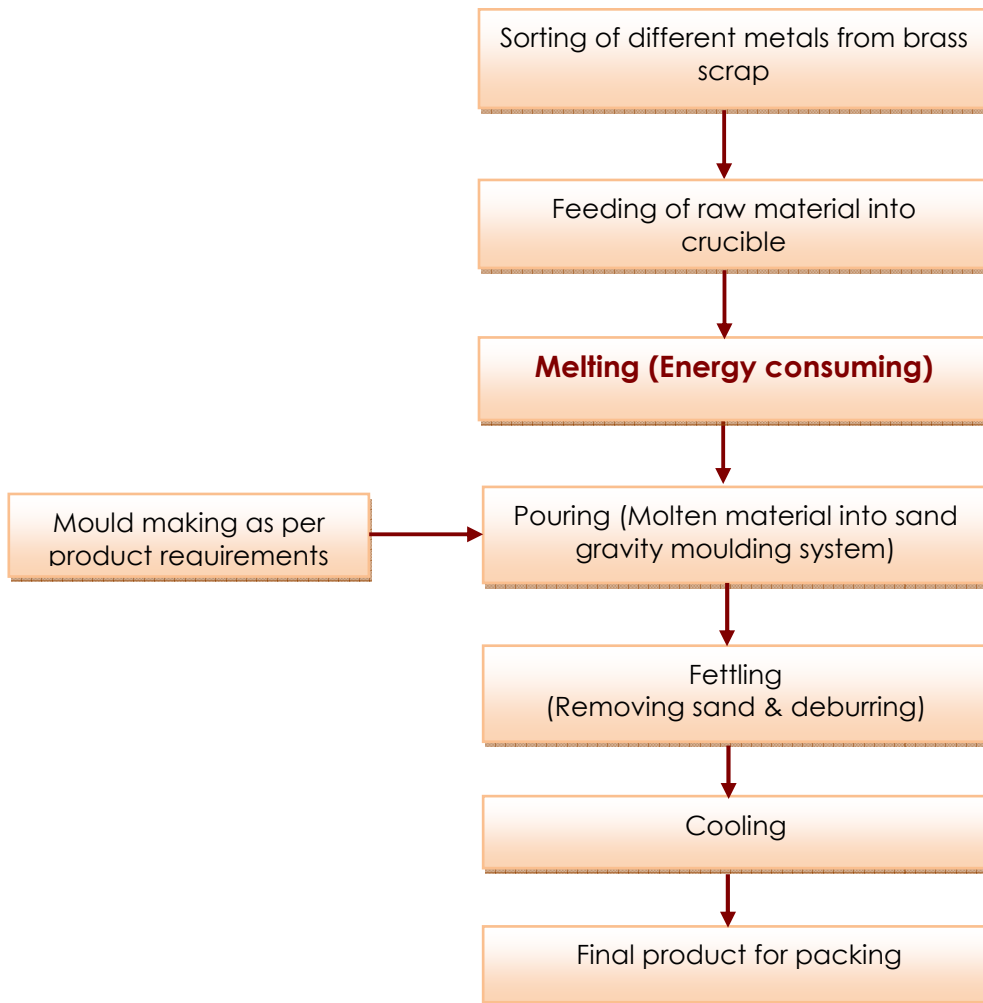 Sorting of different metals from brass
scrap
Feeding of raw material into
crucible
Melting (Energy consuming)
Mould making as per
product requirements
Pouring (Molten material into sand
gravity moulding system)
Fettling
(Removing sand & deburring)
Cooling
Final product for packing